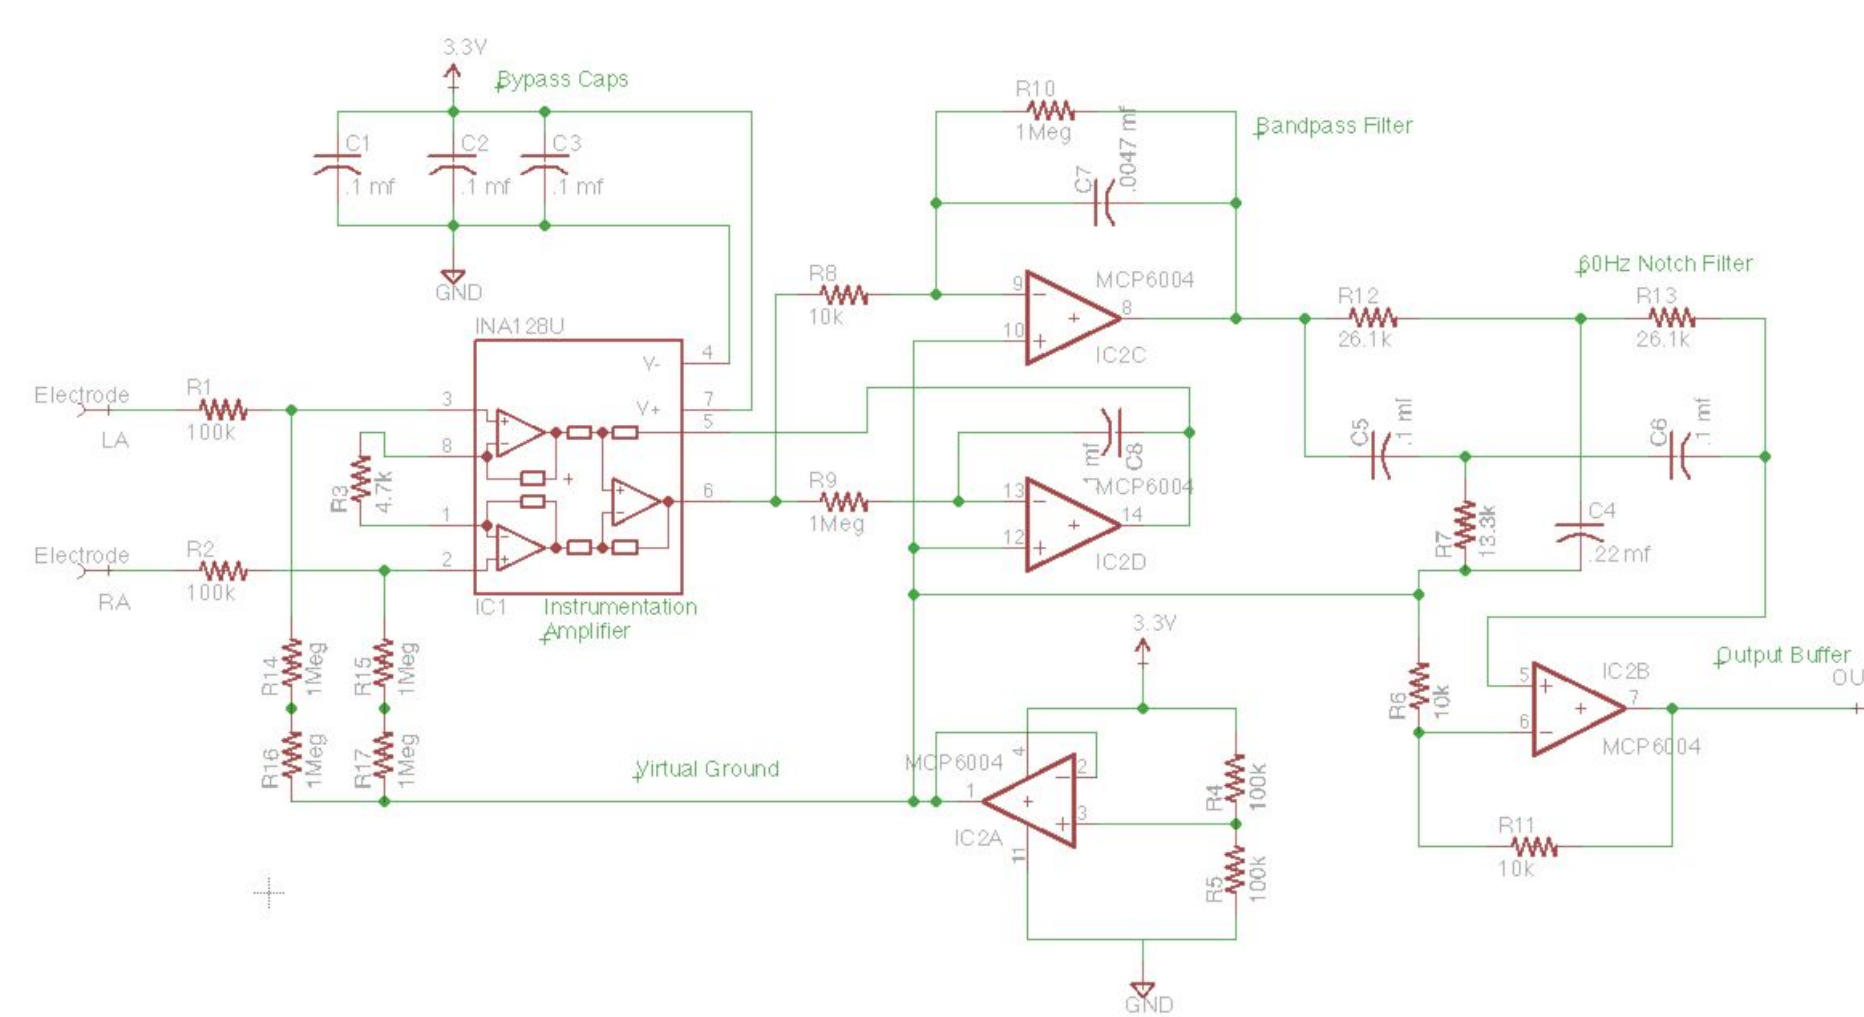 3.3V
Bypass Caps
C1
.1 mf
C2
.1 mf
C3
.1 mf
GND
R10
1Meg
C7
.0047 mf
Bandpass Filter
R8
10k
9
10
8
MCP6004
IC2C
60Hz Notch Filter
R12
26.1k
R13
26.1k
INA128U
V-
4
V+
7
5
Electrode
LA
R1
100k
3
8
R3
4.7k
1
6
Electrode
RA
R2
100k
2
IC1
Instrumentation
Amplifier
R9
1Meg
13
12
14
1 mf
C8
MCP6004
IC2D
C5
.1 mf
C6
.1 mf
R7
13.3k
C4
.22mf
R14
1Meg
R15
1Meg
R16
1Meg
R17
1Meg
Virtual Ground
3.3V
MCP6004
4
2
1
3
11
IC2A
R4
100k
R5
100k
GND
R6
10k
5
6
7
IC2B
MCP6004
Output Buffer
OU
R11
10k